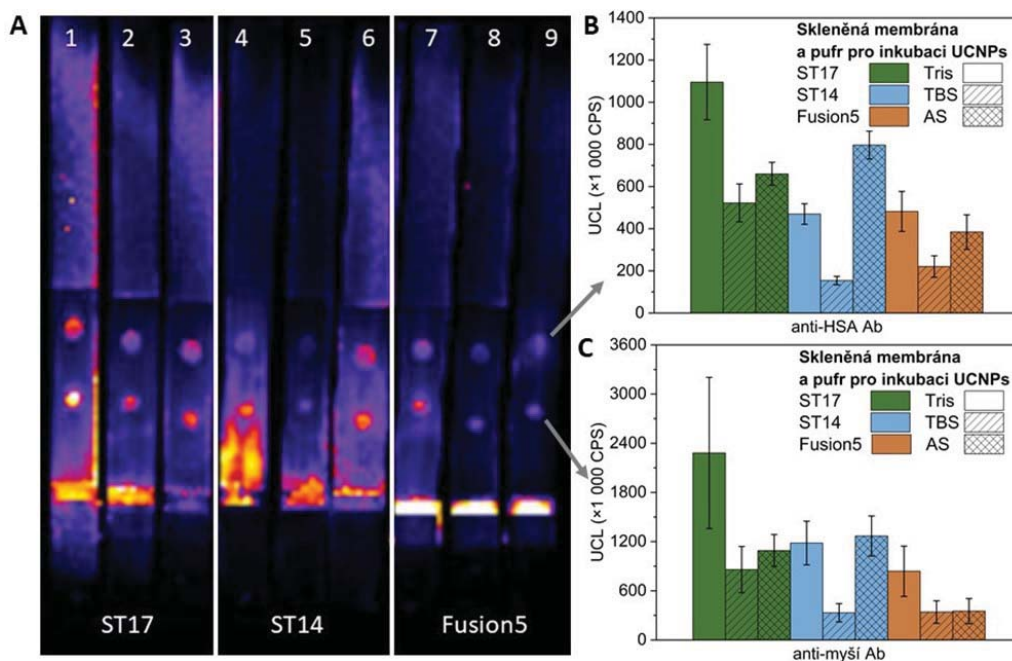 A
1 2 3 4 5 6 7 8 9
ST17 ST14 Fusion5
B
1400
1200
1000
800
600
400
200
0
UCL (×1 000 CPS)
Skleněná membrána
a pufr pro inkubaci UCNPs
ST17 Tris
ST14 TBS
Fusion5 AS
anti-HSA Ab
C
3600
3000
2400
1800
1200
600
0
UCL (×1 000 CPS)
Skleněná membrána
a pufr pro inkubaci UCNPs
ST17 Tris
ST14 TBS
Fusion5 AS
anti-myší Ab